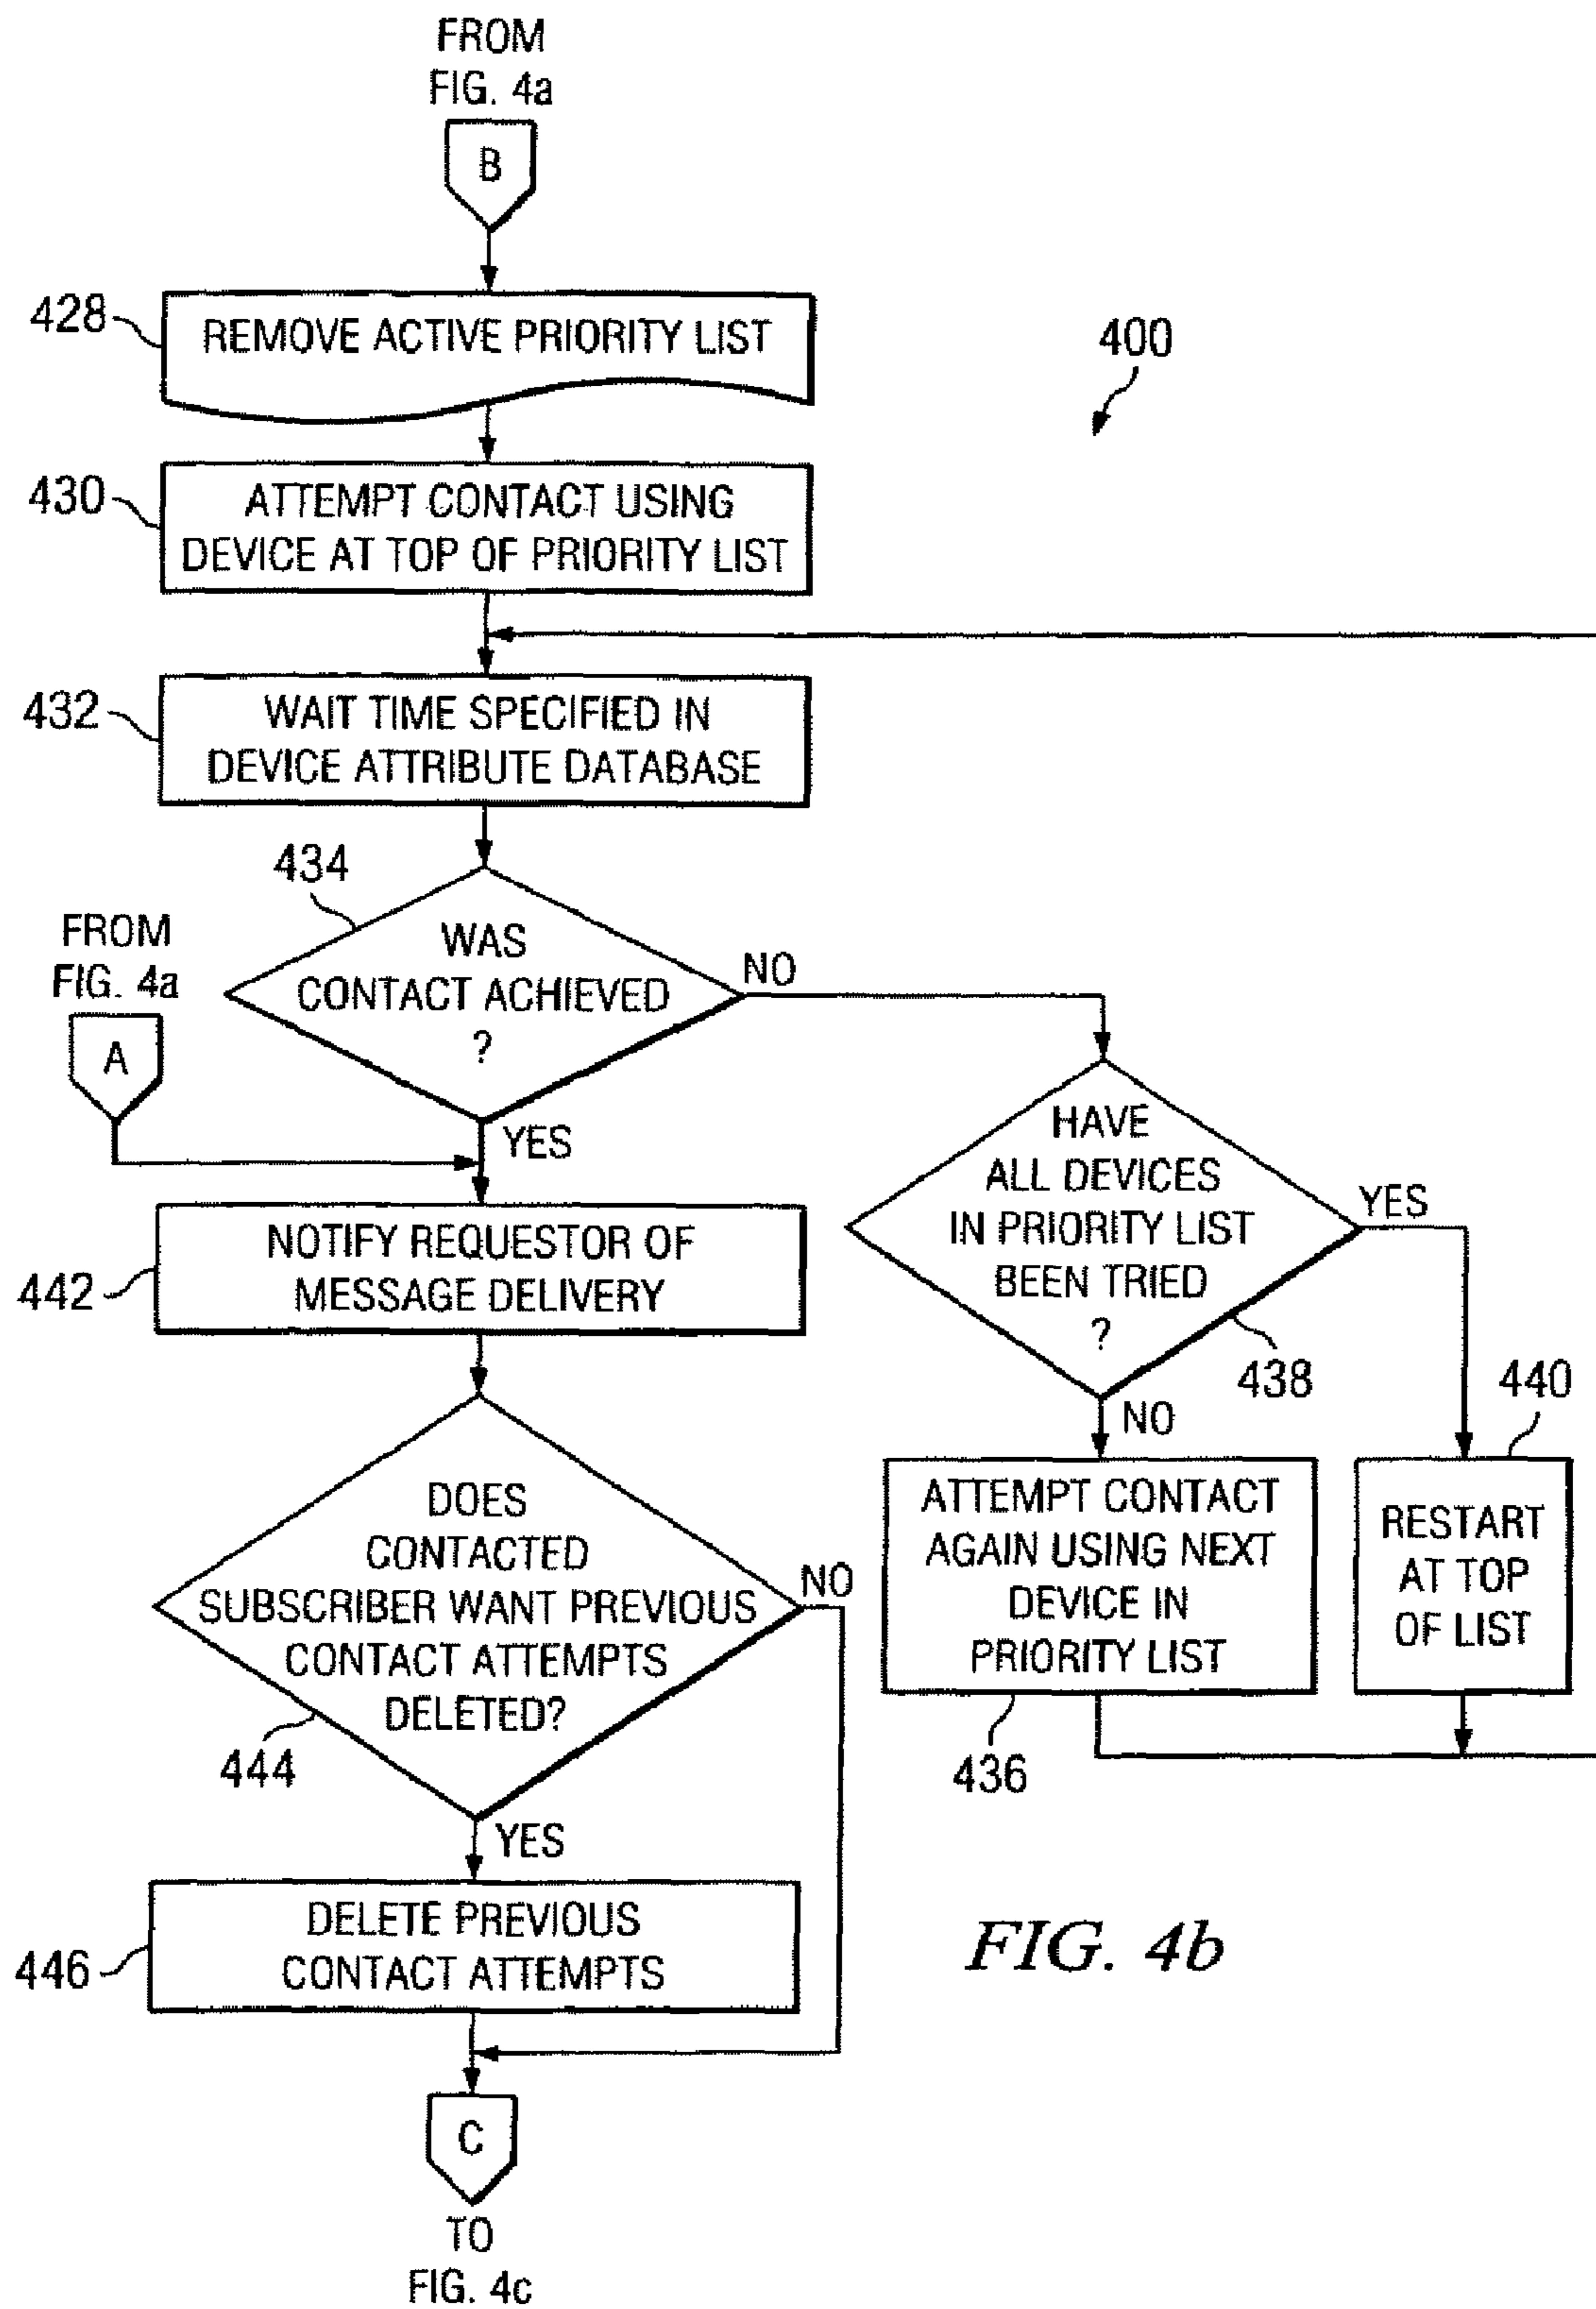 FROM
FIG. 4a
B
428
REMOVE ACTIVE PRIORITY LIST
400
430
ATTEMPT CONTACT USING
DEVICE AT TOP OF PRIORITY LIST
432
WAIT TIME SPECIFIED IN
DEVICE ATTRIBUTE DATABASE
434
WAS
CONTACT ACHIEVED
?
NO
YES
FROM
FIG. 4a
A
HAVE
ALL DEVICES
IN PRIORITY LIST
BEEN TRIED
?
YES
438
NO
440
442
NOTIFY REQUESTOR OF
MESSAGE DELIVERY
ATTEMPT CONTACT
AGAIN USING NEXT
DEVICE IN
PRIORITY LIST
436
RESTART
AT TOP
OF LIST
DOES
CONTACTED
SUBSCRIBER WANT PREVIOUS
CONTACT ATTEMPTS
DELETED?
NO
444
YES
446
DELETE PREVIOUS
CONTACT ATTEMPTS
FIG. 4b
C
TO
FIG. 4c